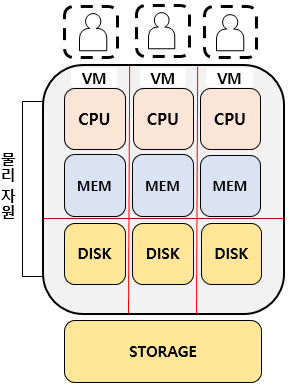 VM VM VM
CPU CPU CPU
물리 자원
MEM MEM MEM
DISK DISK DISK
STORAGE